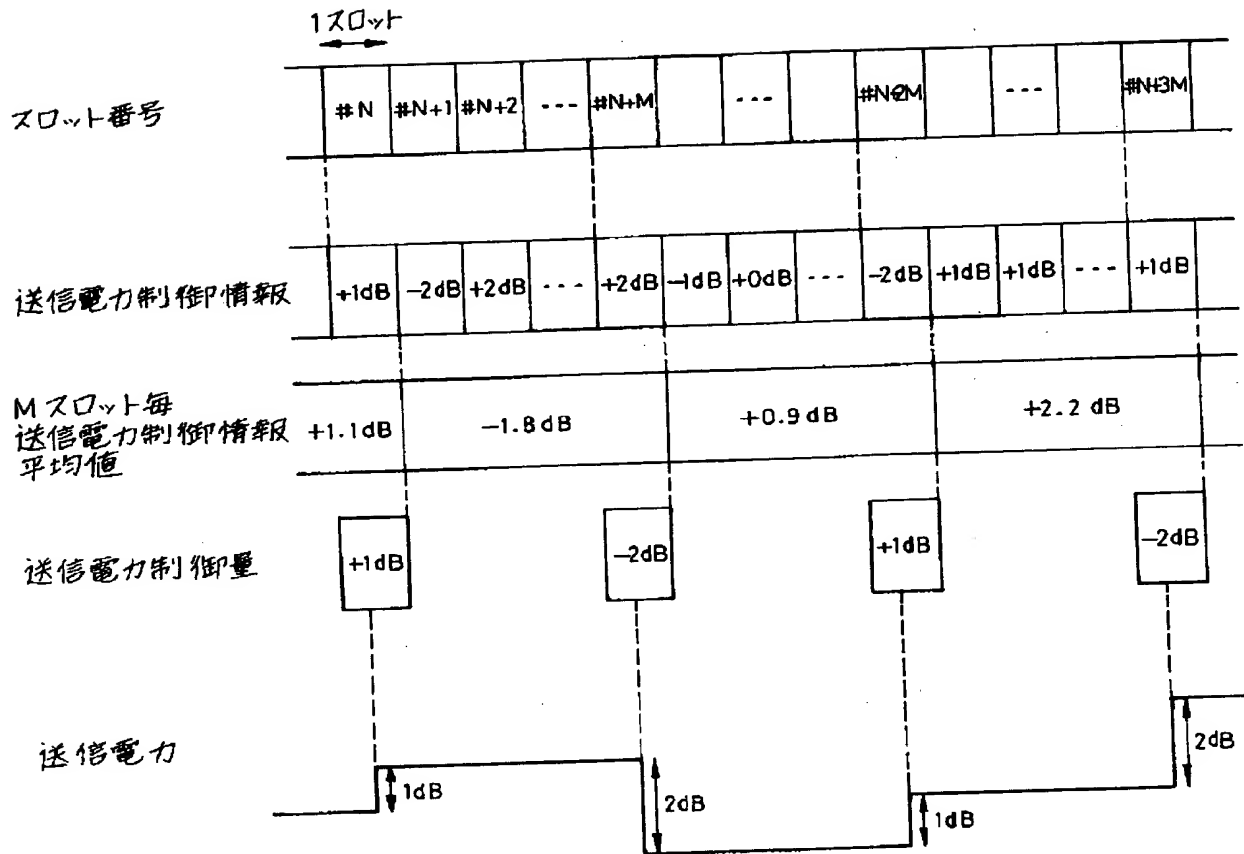 1スロット
スロット番号
#N #N+1 #N+2 --- #N+M --- #N+2M --- #N+3M
送信電力制御情報
+1dB -2dB +2dB --- +2dB -1dB +0dB --- -2dB +1dB +1dB --- +1dB
Mスロット毎
送信電力制御情報
平均値
+1.1dB -1.8dB +0.9dB +2.2dB
送信電力制御量
+1dB -2dB +1dB -2dB
送信電力
1dB 2dB 1dB 2dB